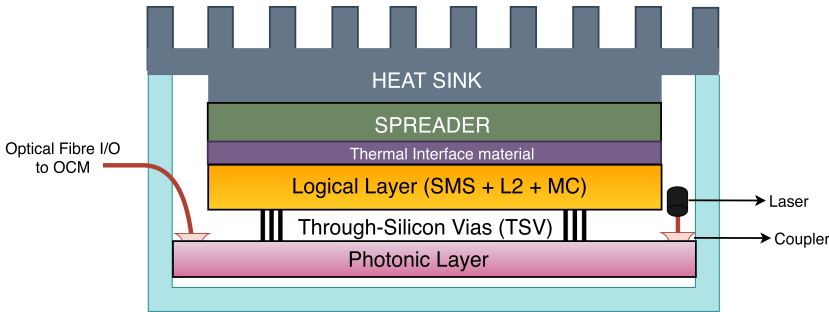 HEAT SINK
SPREADER
Optical Fibre I/O
to OCM
Thermal Interface material
Logical Layer (SMS + L2 + MC)
Laser
Through-Silicon Vias (TSV)
Coupler
Photonic Layer